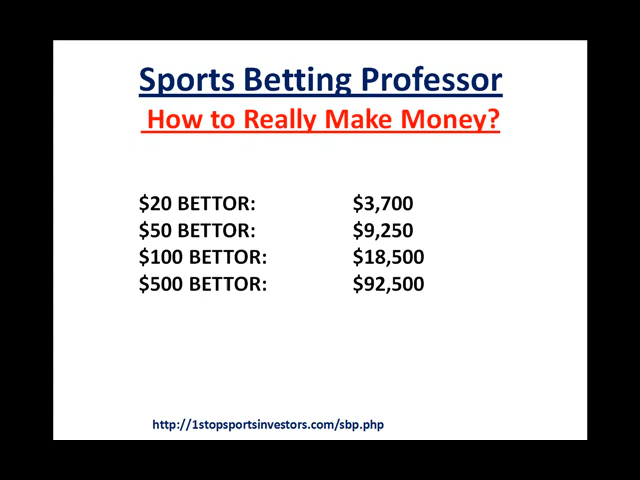 Sports Betting Professor
How to Really Make Money?
$20 BETTOR: $3,700
$50 BETTOR: $9,250
$100 BETTOR: $18,500
$500 BETTOR: $92,500
http://1stopsportsinvestors.com/sbp.php